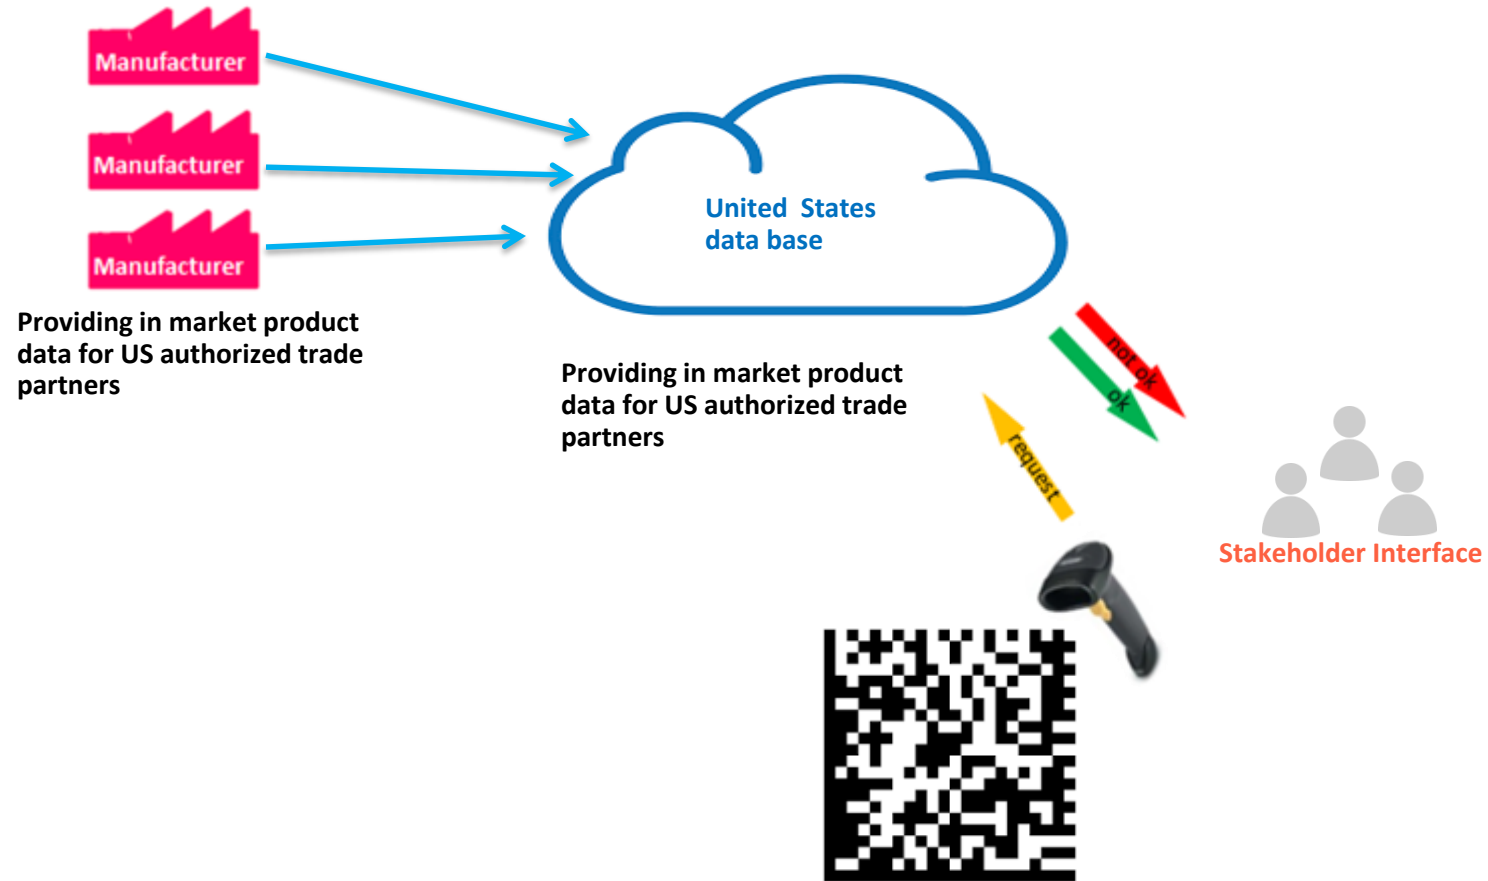 Manufacturer
Manufacturer
Manufacturer
Providing in market product
data for US authorized trade
partners
United States
data base
Providing in market product
data for US authorized trade
partners
not ok
ok
request
Stakeholder Interface